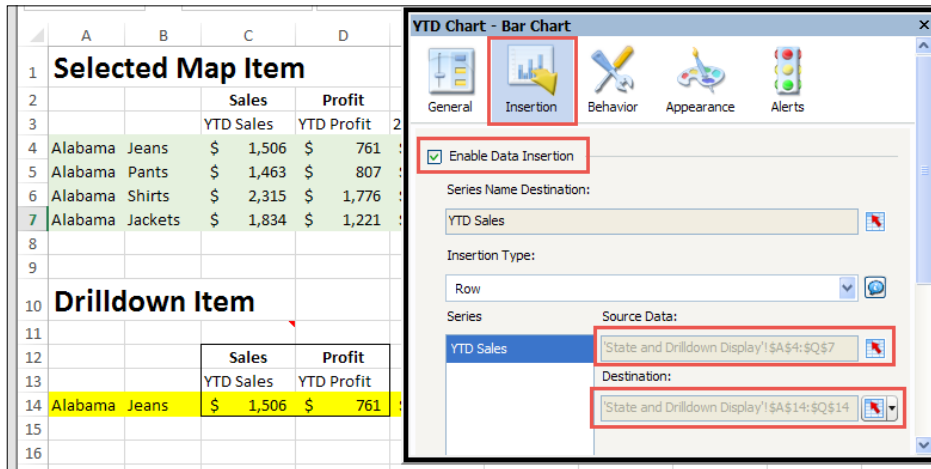 A B C D
1 Selected Map Item
2 Sales Profit
3 YTD Sales YTD Profit 2
4 Alabama Jeans $ 1,506 $ 761
5 Alabama Pants $ 1,463 $ 807
6 Alabama Shirts $ 2,315 $ 1,776
7 Alabama Jackets $ 1,834 $ 1,221
8
9
10 Drilldown Item
11
12 Sales Profit
13 YTD Sales YTD Profit
14 Alabama Jeans $ 1,506 $ 761
15
16
YTD Chart - Bar Chart
General Insertion Behavior Appearance Alerts
Enable Data Insertion
Series Name Destination:
YTD Sales
Insertion Type:
Row
Series Source Data:
YTD Sales 'State and Drilldown Display'!$A$4:$Q$7
Destination:
'State and Drilldown Display'!$A$14:$Q$14